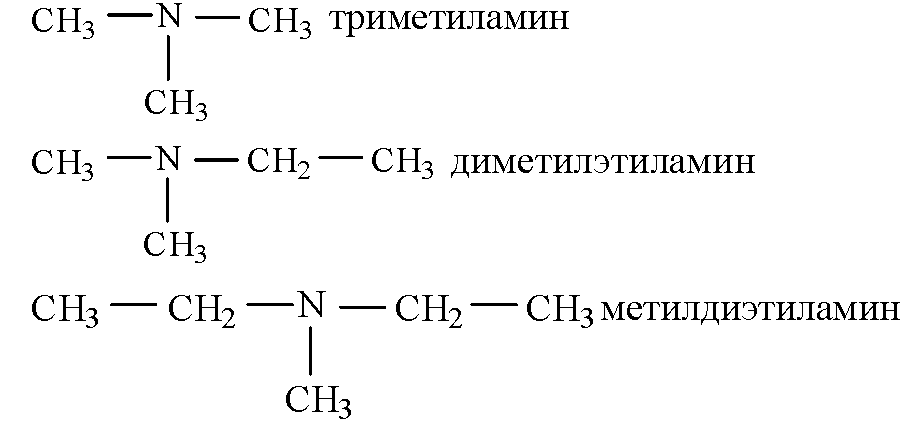 CH3 — N — CH3 триметиламин
CH3
CH3 — N — CH2 — CH3 диметилэтиламин
CH3
CH3 — CH2 — N — CH2 — CH3 метилдиэтиламин
CH3